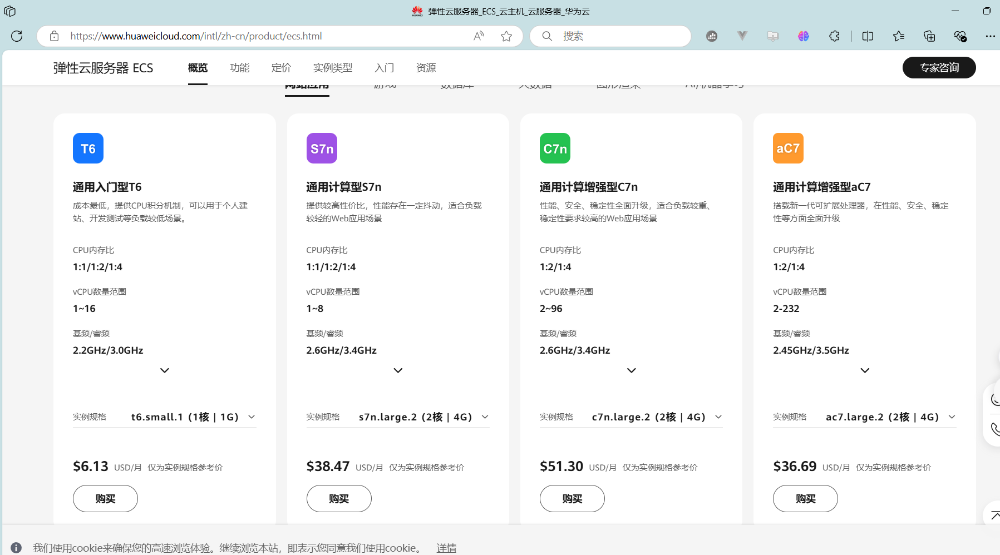 弹性云服务器_ECS_云主机_云服务器_华为云
https://www.huaweicloud.com/intl/zh-cn/product/ecs.html
搜索
弹性云服务器 ECS 概览 功能 定价 实例类型 入门 资源 专家咨询
网站应用 游戏 数据库 大数据 图形渲染 AI/机器学习
T6
通用入门型T6
成本最低，提供CPU积分机制，可以用于个人建
站、开发测试等负载较低场景。
CPU内存比
1:1/1:2/1:4
vCPU数量范围
1~16
基频/睿频
2.2GHz/3.0GHz
实例规格 t6.small.1 (1核 | 1G)
$6.13 USD/月 仅为实例规格参考价
购买
S7n
通用计算型S7n
提供较高性价比，性能存在一定抖动，适合负载
较轻的Web应用场景
CPU内存比
1:1/1:2/1:4
vCPU数量范围
1~8
基频/睿频
2.6GHz/3.4GHz
实例规格 s7n.large.2 (2核 | 4G)
$38.47 USD/月 仅为实例规格参考价
购买
C7n
通用计算增强型C7n
性能、安全、稳定性全面升级，适合负载较重、
稳定性要求较高的Web应用场景
CPU内存比
1:2/1:4
vCPU数量范围
2~96
基频/睿频
2.6GHz/3.4GHz
实例规格 c7n.large.2 (2核 | 4G)
$51.30 USD/月 仅为实例规格参考价
购买
aC7
通用计算增强型aC7
搭载新一代可扩展处理器，在性能、安全、稳定
性等方面全面升级
CPU内存比
1:2/1:4
vCPU数量范围
2-232
基频/睿频
2.45GHz/3.5GHz
实例规格 ac7.large.2 (2核 | 4G)
$36.69 USD/月 仅为实例规格参考价
购买
我们使用cookie来确保您的高速浏览体验。继续浏览本站，即表示您同意我们使用cookie。 详情